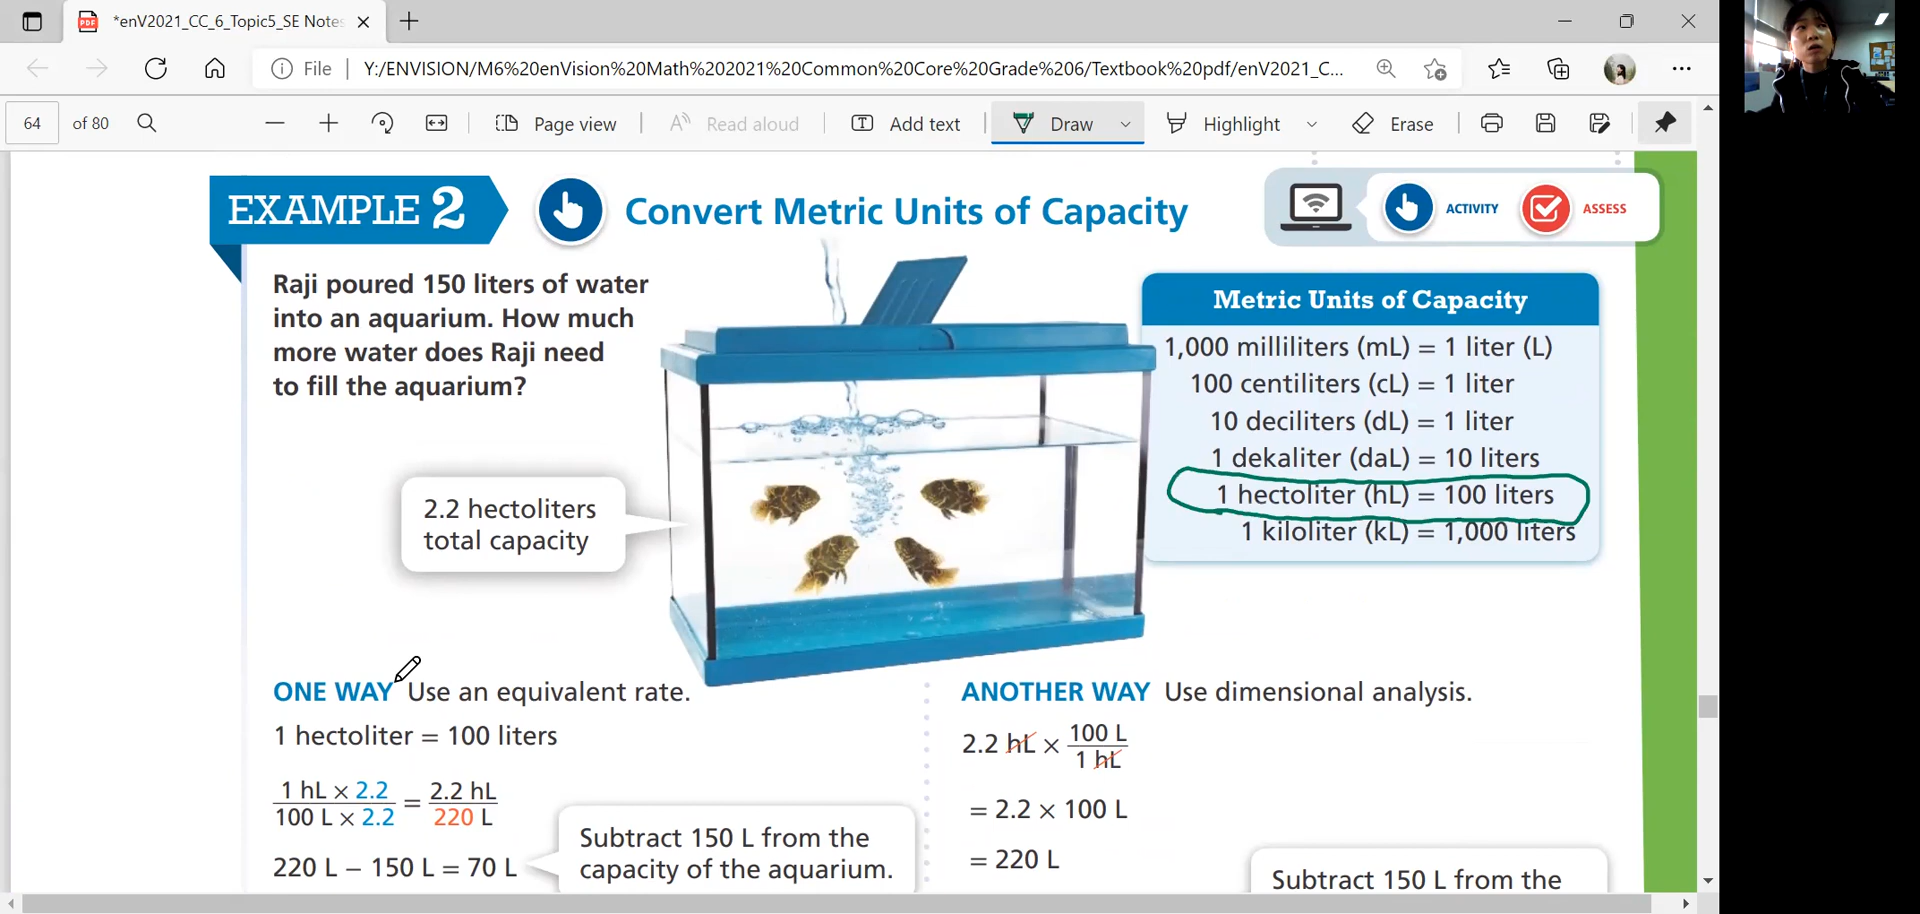 *enV2021_CC_6_Topic5_SE Notes
File
Y:/ENVISION/M6%20enVision%20Math%202021%20Common%20Core%20Grade%206/Textbook%20pdf/enV2021_C...
64 of 80
Page view
Read aloud
Add text
Draw
Highlight
Erase
EXAMPLE 2
Convert Metric Units of Capacity
ACTIVITY
ASSESS
Raji poured 150 liters of water
into an aquarium. How much
more water does Raji need
to fill the aquarium?
2.2 hectoliters
total capacity
Metric Units of Capacity
1,000 milliliters (mL) = 1 liter (L)
100 centiliters (cL) = 1 liter
10 deciliters (dL) = 1 liter
1 dekaliter (daL) = 10 liters
1 hectoliter (hL) = 100 liters
1 kiloliter (kL) = 1,000 liters
ONE WAY Use an equivalent rate.
1 hectoliter = 100 liters
1 hL × 2.2 / 100 L × 2.2 = 2.2 hL / 220 L
220 L − 150 L = 70 L
Subtract 150 L from the
capacity of the aquarium.
ANOTHER WAY Use dimensional analysis.
2.2 hL × 100 L / 1 hL
= 2.2 × 100 L
= 220 L
Subtract 150 L from the